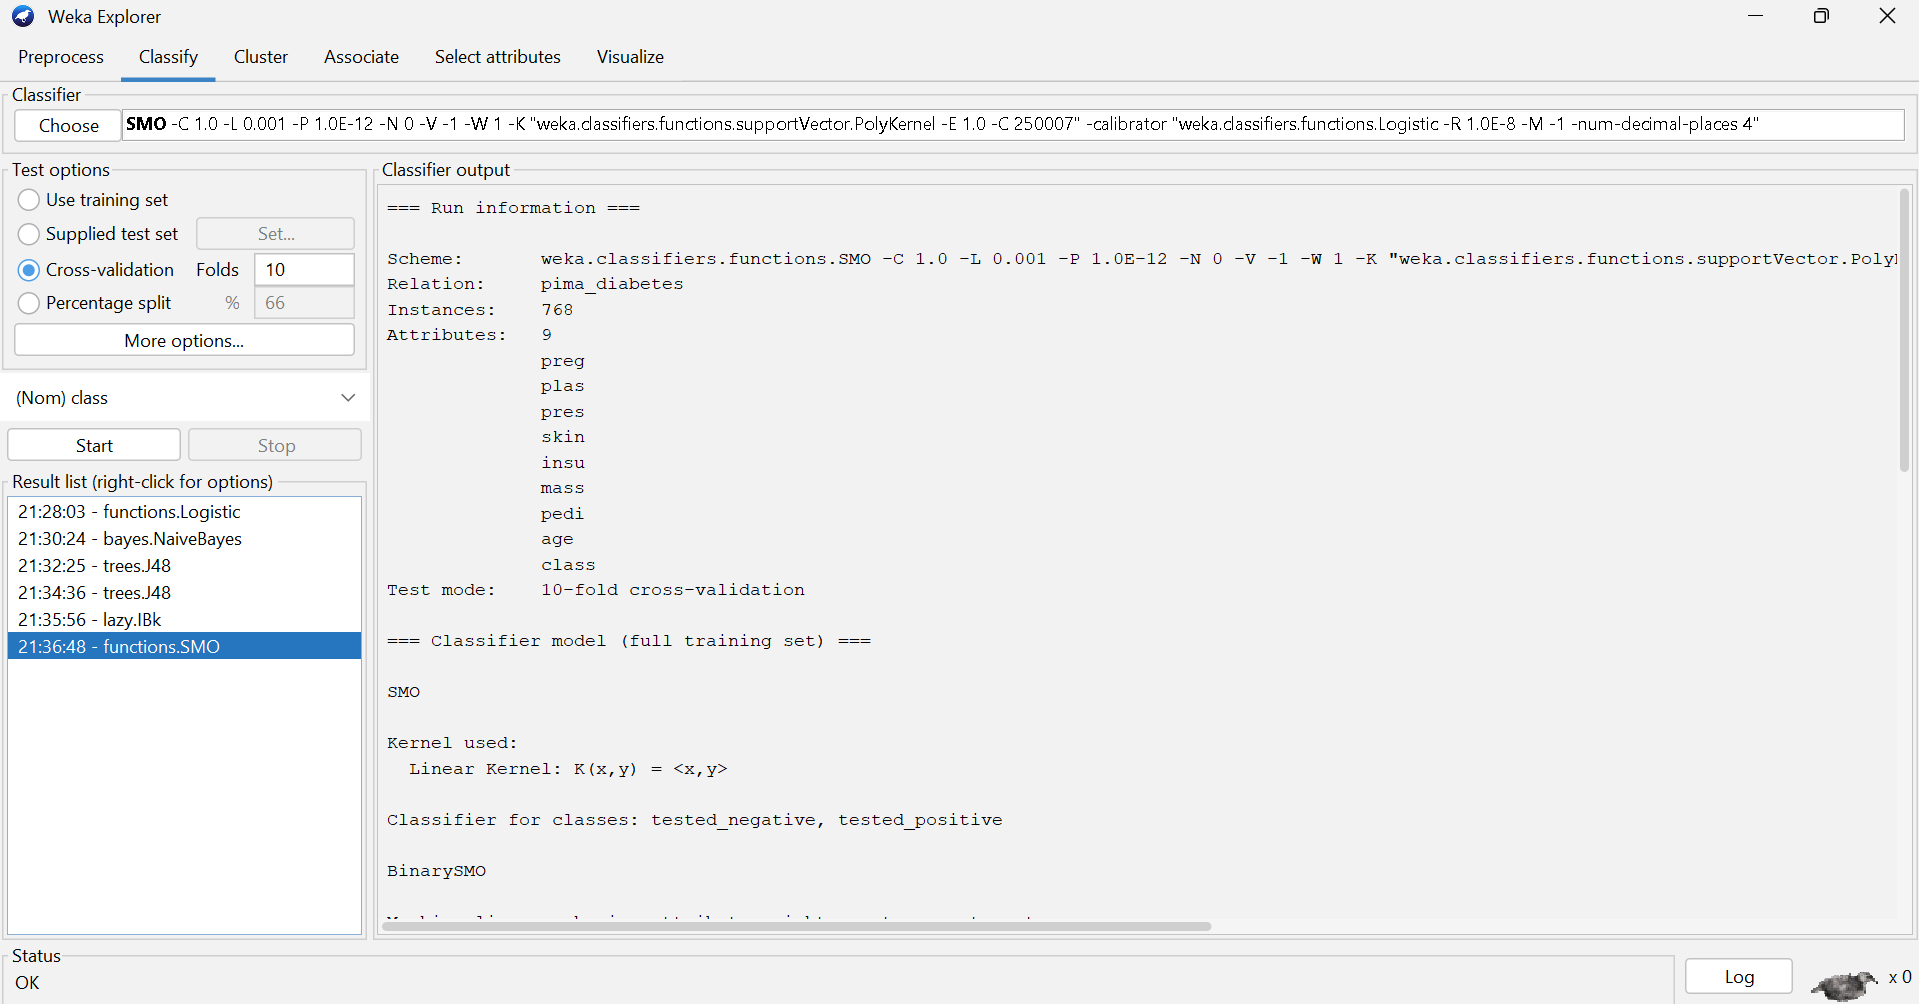 Weka Explorer
Preprocess Classify Cluster Associate Select attributes Visualize
Classifier
Choose SMO -C 1.0 -L 0.001 -P 1.0E-12 -N 0 -V -1 -W 1 -K "weka.classifiers.functions.supportVector.PolyKernel -E 1.0 -C 250007" -calibrator "weka.classifiers.functions.Logistic -R 1.0E-8 -M -1 -num-decimal-places 4"
Test options
Use training set
Supplied test set Set...
Cross-validation Folds 10
Percentage split % 66
More options...
(Nom) class
Start Stop
Result list (right-click for options)
21:28:03 - functions.Logistic
21:30:24 - bayes.NaiveBayes
21:32:25 - trees.J48
21:34:36 - trees.J48
21:35:56 - lazy.IBk
21:36:48 - functions.SMO
Classifier output
=== Run information ===
Scheme: weka.classifiers.functions.SMO -C 1.0 -L 0.001 -P 1.0E-12 -N 0 -V -1 -W 1 -K "weka.classifiers.functions.supportVector.Poly
Relation: pima_diabetes
Instances: 768
Attributes: 9
preg
plas
pres
skin
insu
mass
pedi
age
class
Test mode: 10-fold cross-validation
=== Classifier model (full training set) ===
SMO
Kernel used:
Linear Kernel: K(x,y) = <x,y>
Classifier for classes: tested_negative, tested_positive
BinarySMO
Status
OK
Log x 0